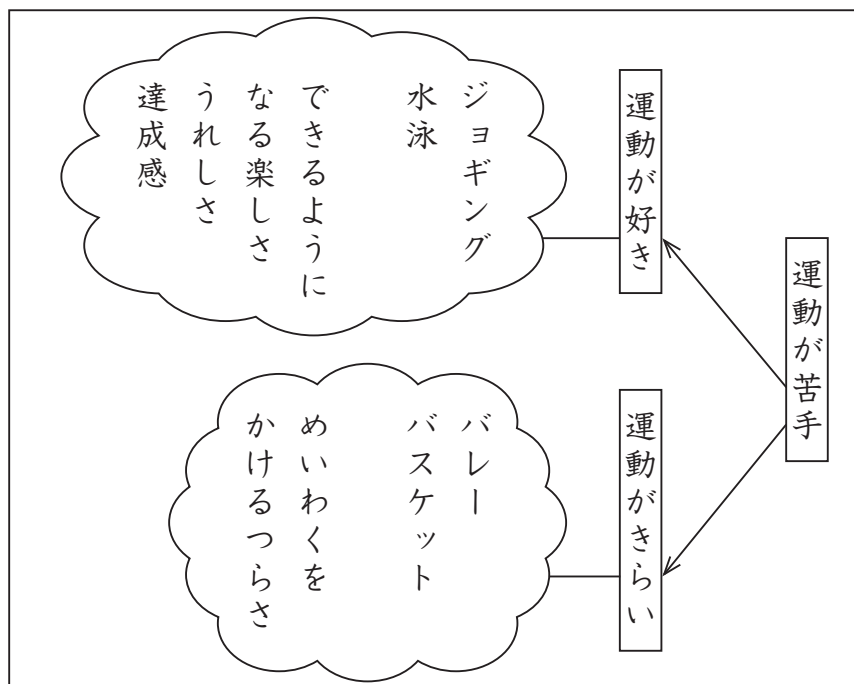 運動が苦手
運動が好き
ジョギング
水泳
できるように
なる楽しさ
うれしさ
達成感
運動がきらい
バレー
バスケット
めいわくを
かけるつらさ